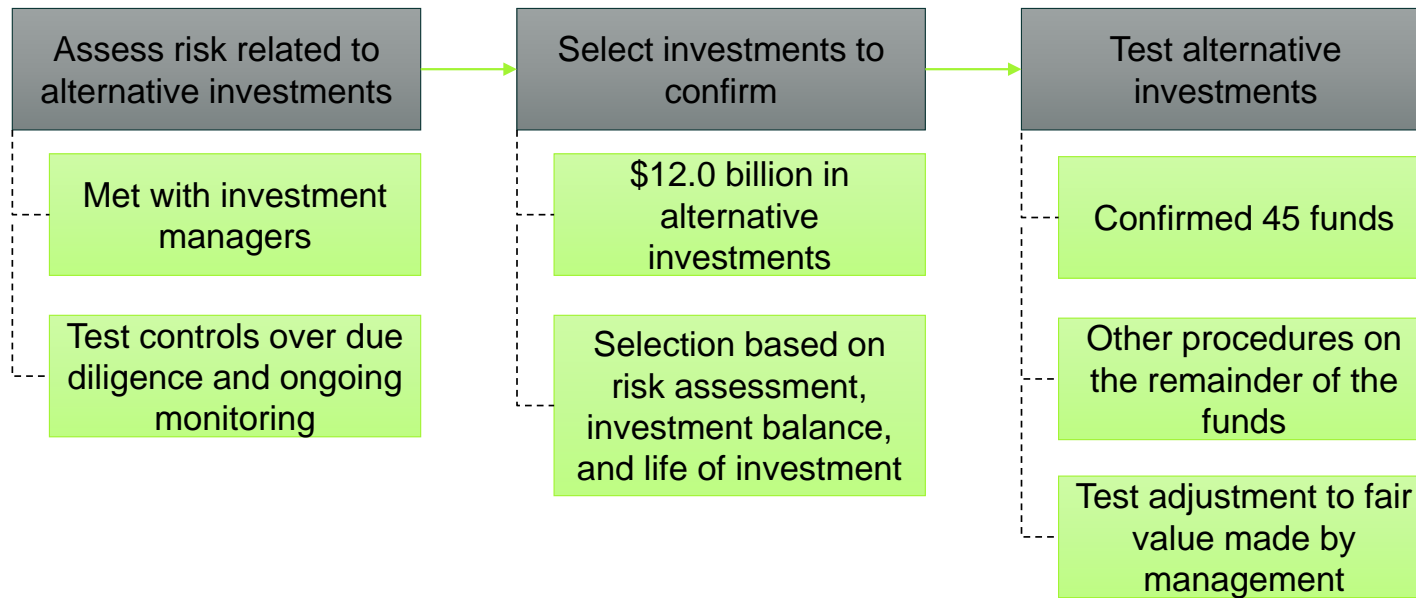 Assess risk related to
alternative investments
Met with investment
managers
Test controls over due
diligence and ongoing
monitoring
Select investments to
confirm
$12.0 billion in
alternative
investments
Selection based on
risk assessment,
investment balance,
and life of investment
Test alternative
investments
Confirmed 45 funds
Other procedures on
the remainder of the
funds
Test adjustment to fair
value made by
management